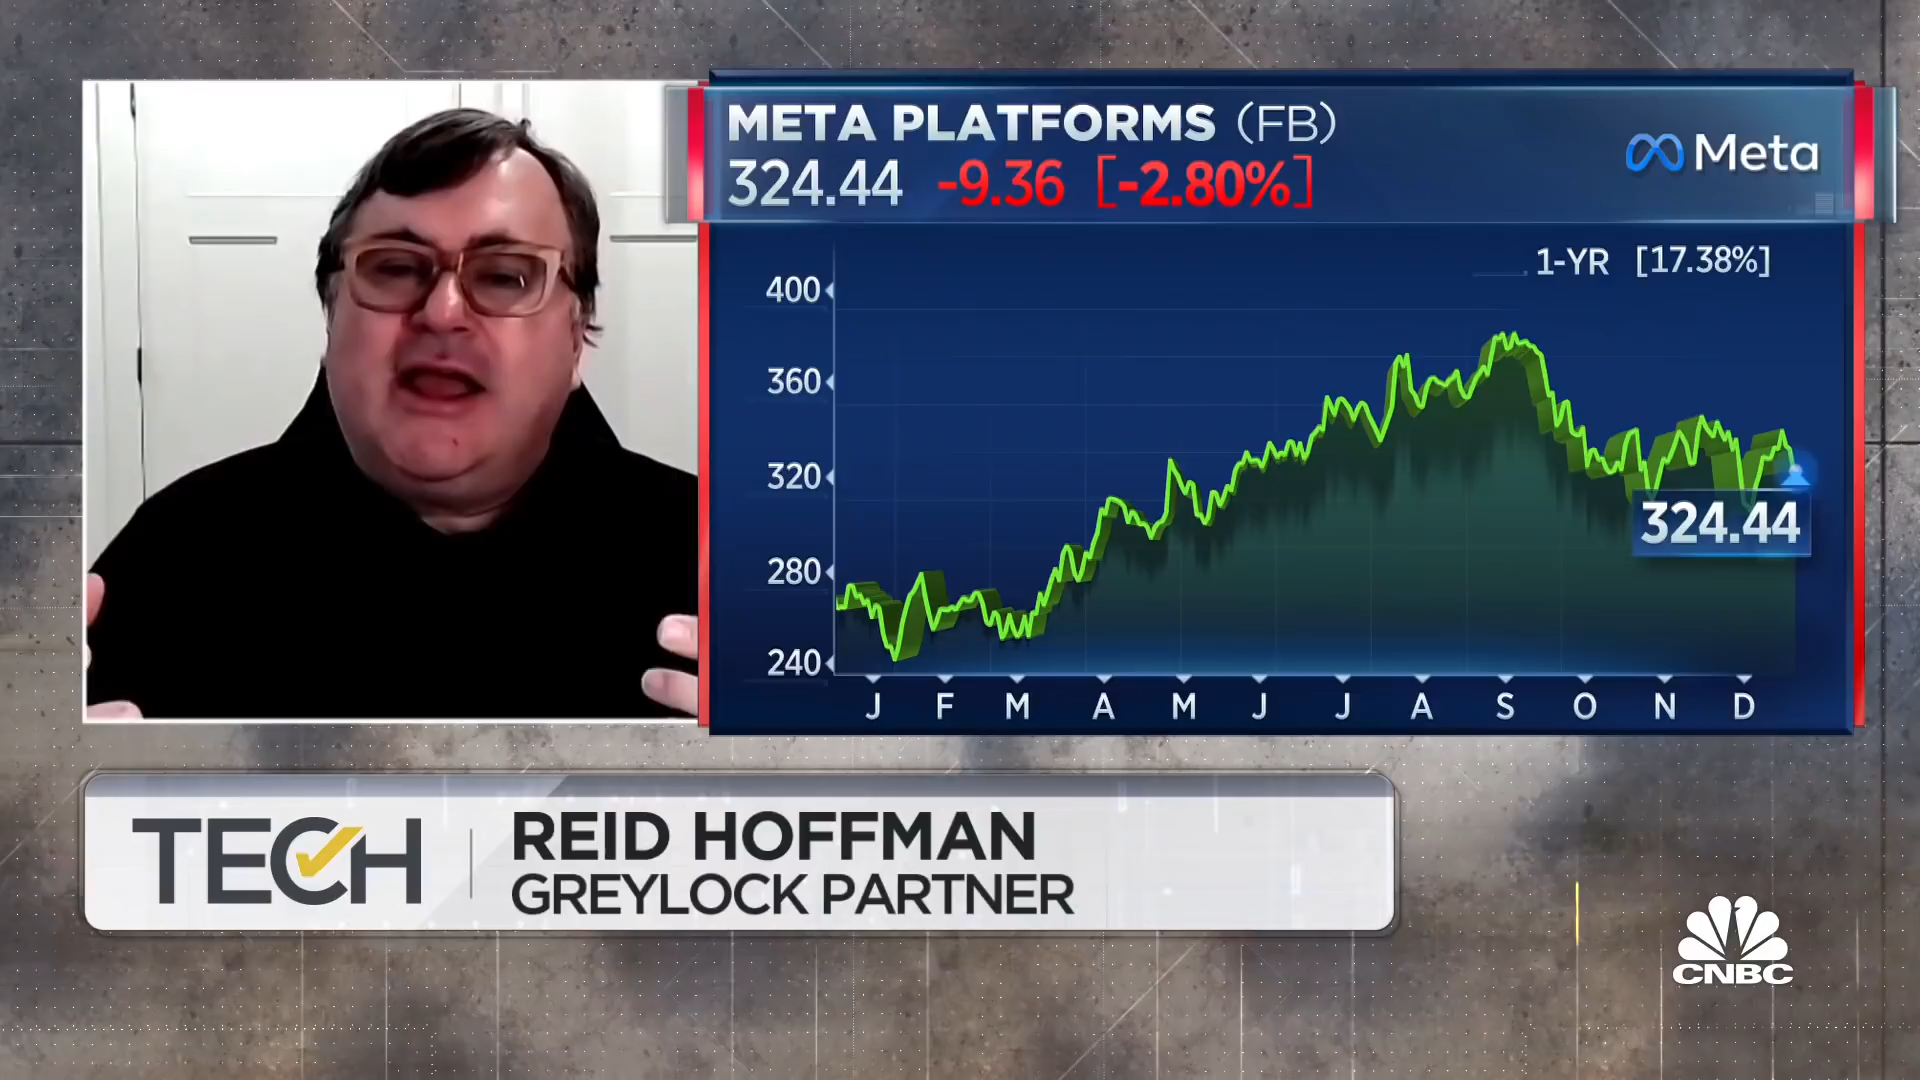 META PLATFORMS (FB)
324.44 -9.36 [-2.80%]
Meta
1-YR [17.38%]
400
360
320
280
240
324.44
J F M A M J J A S O N D
TECH
REID HOFFMAN
GREYLOCK PARTNER
CNBC